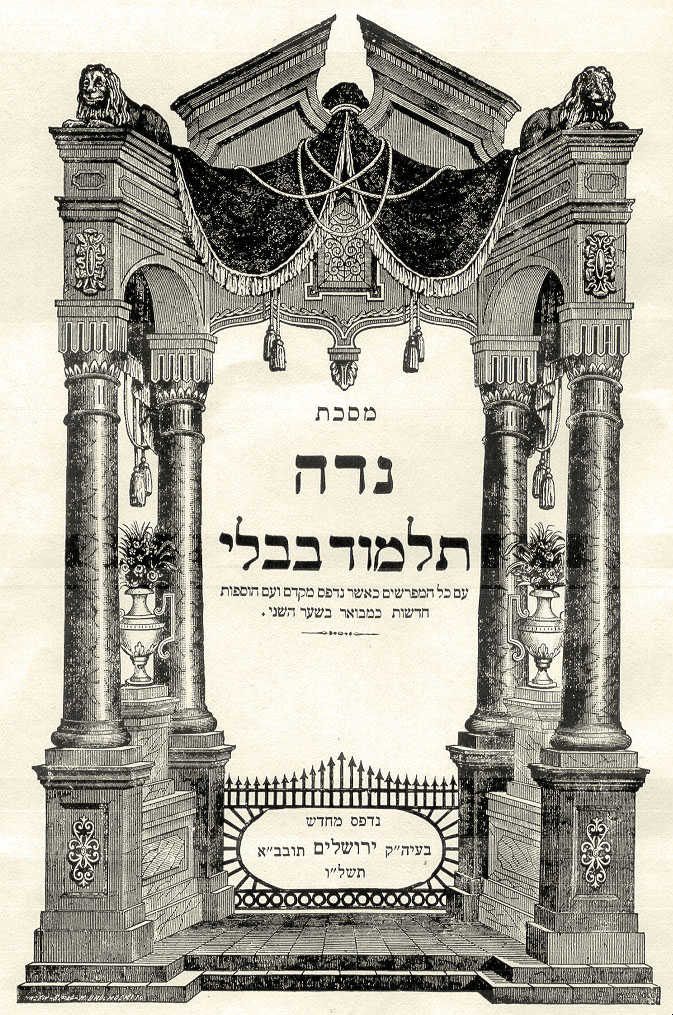 מסכת
נדה
תלמוד בבלי
עם כל המפרשים כאשר נדפס מקדם ועם הוספות
חדשות כמבואר בשער השני.
נדפס מחדש
בעיה״ק ירושלים תובב״א
תשל״ו